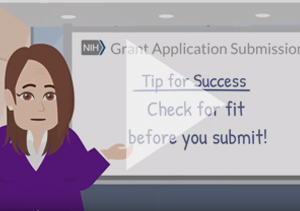 NIH Grant Application Submission
Tip for Success
Check for fit
before you submit!